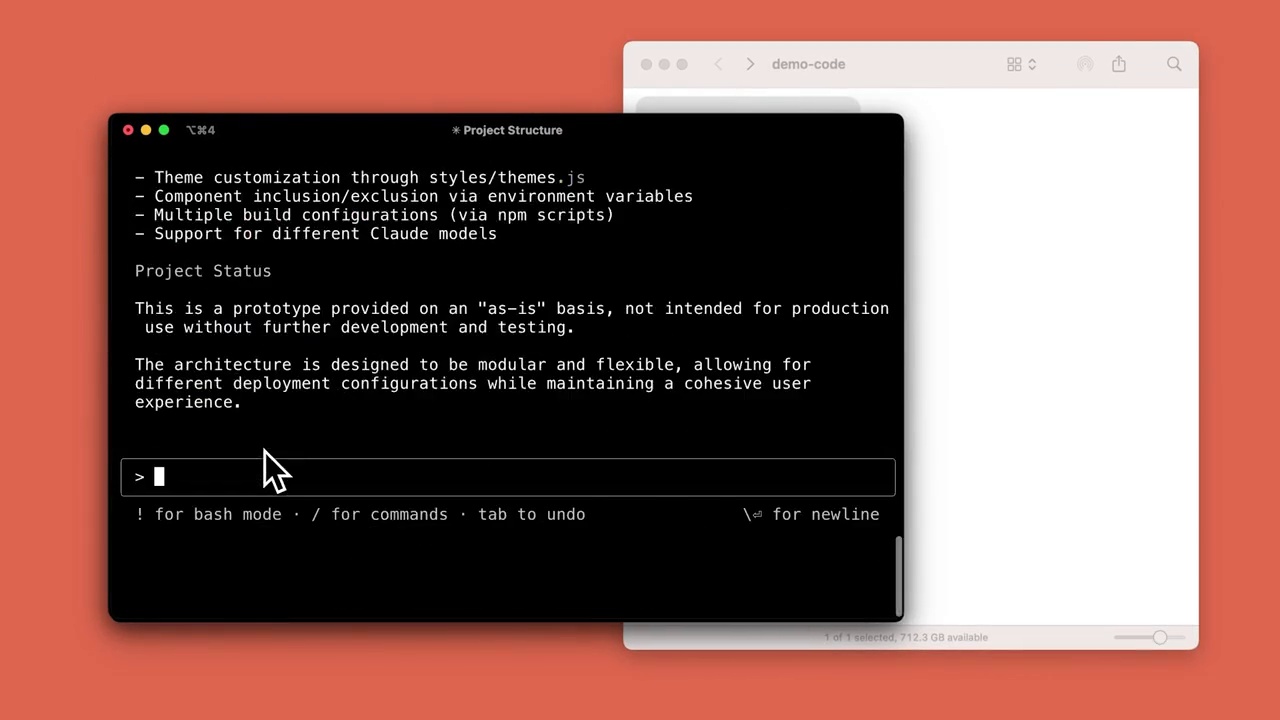 demo-code
⌥⌘4
✳ Project Structure
- Theme customization through styles/themes.js
- Component inclusion/exclusion via environment variables
- Multiple build configurations (via npm scripts)
- Support for different Claude models
Project Status
This is a prototype provided on an "as-is" basis, not intended for production
use without further development and testing.
The architecture is designed to be modular and flexible, allowing for
different deployment configurations while maintaining a cohesive user
experience.
>
! for bash mode · / for commands · tab to undo
\⏎ for newline
1 of 1 selected, 712.3 GB available